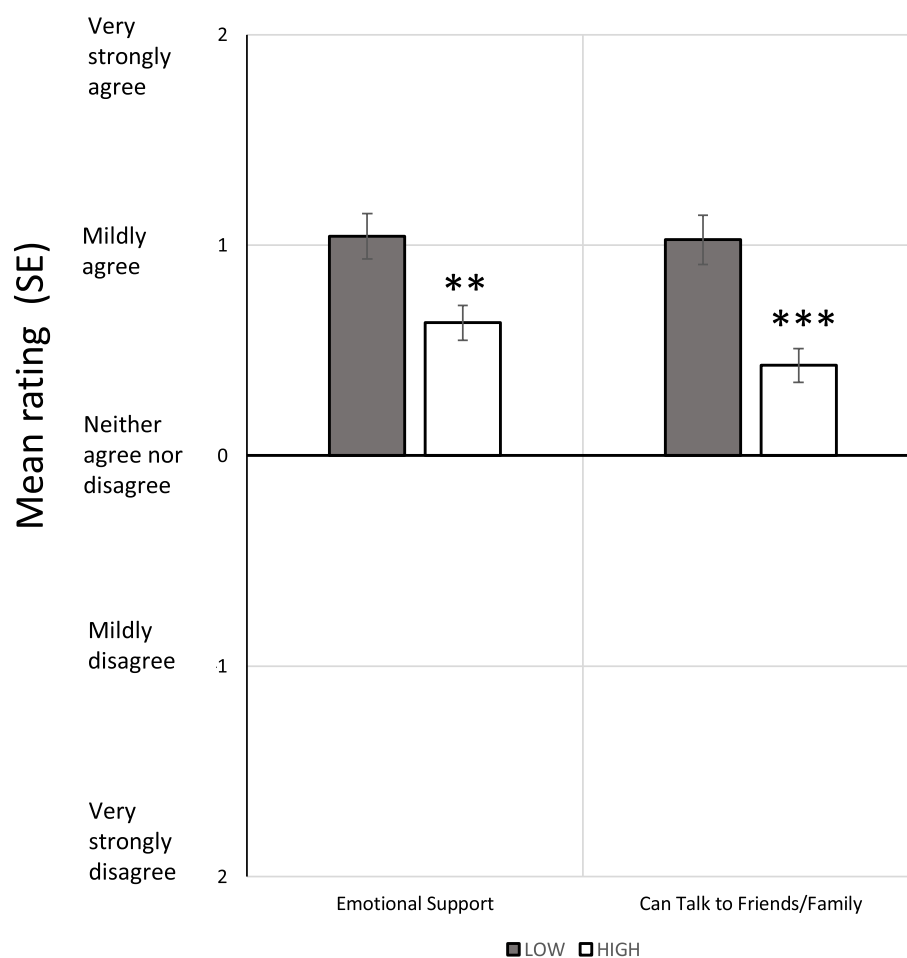 Very
strongly
agree
2
Mildly
agree
1
**
***
Mean rating (SE)
Neither
agree nor
disagree
0
Mildly
disagree
-1
Very
strongly
disagree
2
Emotional Support
Can Talk to Friends/Family
LOW
HIGH